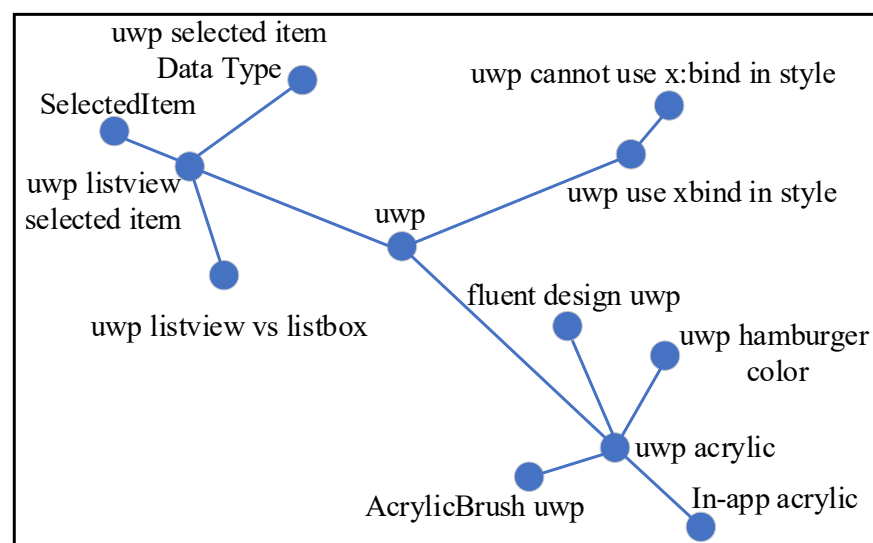 uwp selected item
Data Type
uwp cannot use x:bind in style
SelectedItem
uwp listview
selected item
uwp use xbind in style
uwp
fluent design uwp
uwp listview vs listbox
uwp hamburger
color
uwp acrylic
AcrylicBrush uwp
In-app acrylic